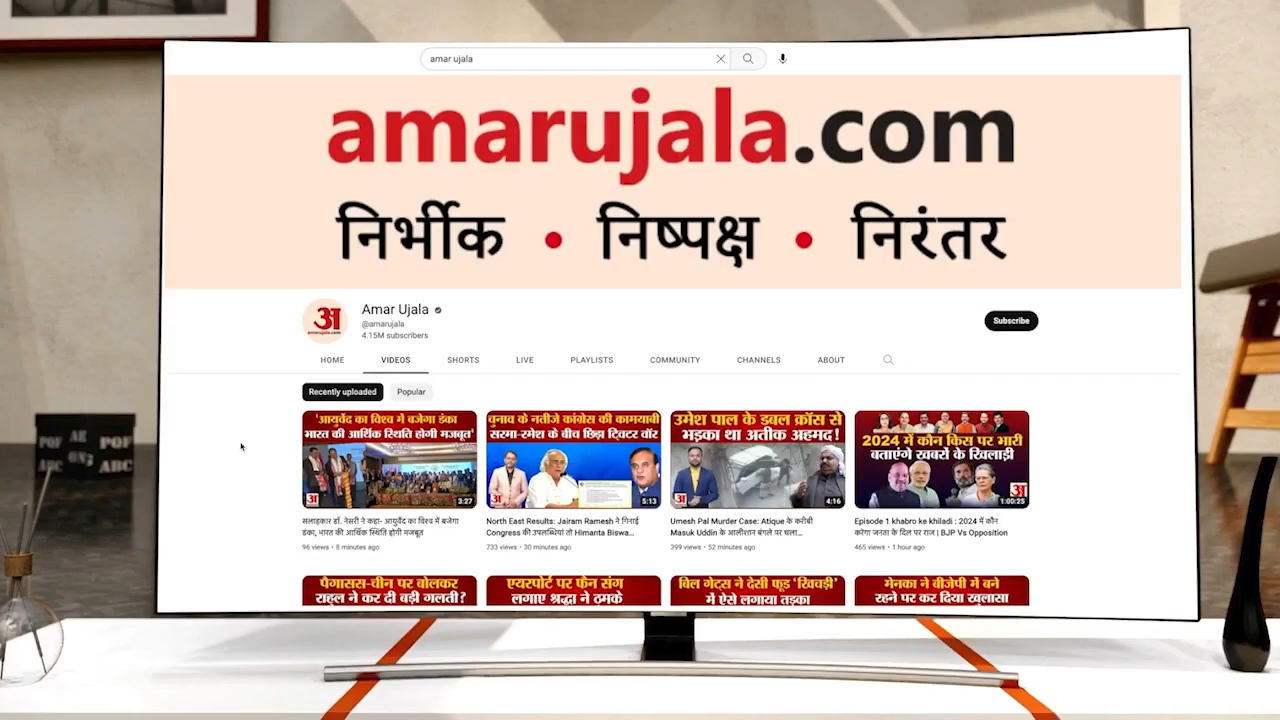 amar ujala
amarujala.com
निर्भीक • निष्पक्ष • निरंतर
अ
amarujala.com
Amar Ujala
@amarujala
4.15M subscribers
Subscribe
HOME VIDEOS SHORTS LIVE PLAYLISTS COMMUNITY CHANNELS ABOUT
Recently uploaded Popular
'आयुर्वेद का विश्व में बजेगा डंका
भारत की आर्थिक स्थिति होगी मजबूत'
अ
3:27
चुनाव के नतीजे कांग्रेस की कामयाबी
सरमा-रमेश के बीच छिड़ा ट्विटर वॉर
अ
5:13
उमेश पाल के डबल क्रॉस से
भड़का था अतीक अहमद!
अ
4:16
2024 में कौन किस पर भारी
बताएंगे खबरों के खिलाड़ी
अ
1:00:25
सलाहकार डॉ. नेसरी ने कहा- आयुर्वेद का विश्व में बजेगा
डंका, भारत की आर्थिक स्थिति होगी मजबूत
96 views • 8 minutes ago
North East Results: Jairam Ramesh ने गिनाई
Congress की उपलब्धियां तो Himanta Biswa...
733 views • 30 minutes ago
Umesh Pal Murder Case: Atique के करीबी
Masuk Uddin के आलीशान बंगले पर चला...
399 views • 52 minutes ago
Episode 1 khabro ke khiladi : 2024 में कौन
करेगा जनता के दिल पर राज | BJP Vs Opposition
465 views • 1 hour ago
पैगासस-चीन पर बोलकर
राहुल ने कर दी बड़ी गलती?
एयरपोर्ट पर फैन संग
लगाए श्रद्धा ने ठुमके
बिल गेट्स ने देसी फूड 'खिचड़ी'
में ऐसे लगाया तड़का
मेनका ने बीजेपी में बने
रहने पर कर दिया खुलासा
POF
ABC
POF
ABC